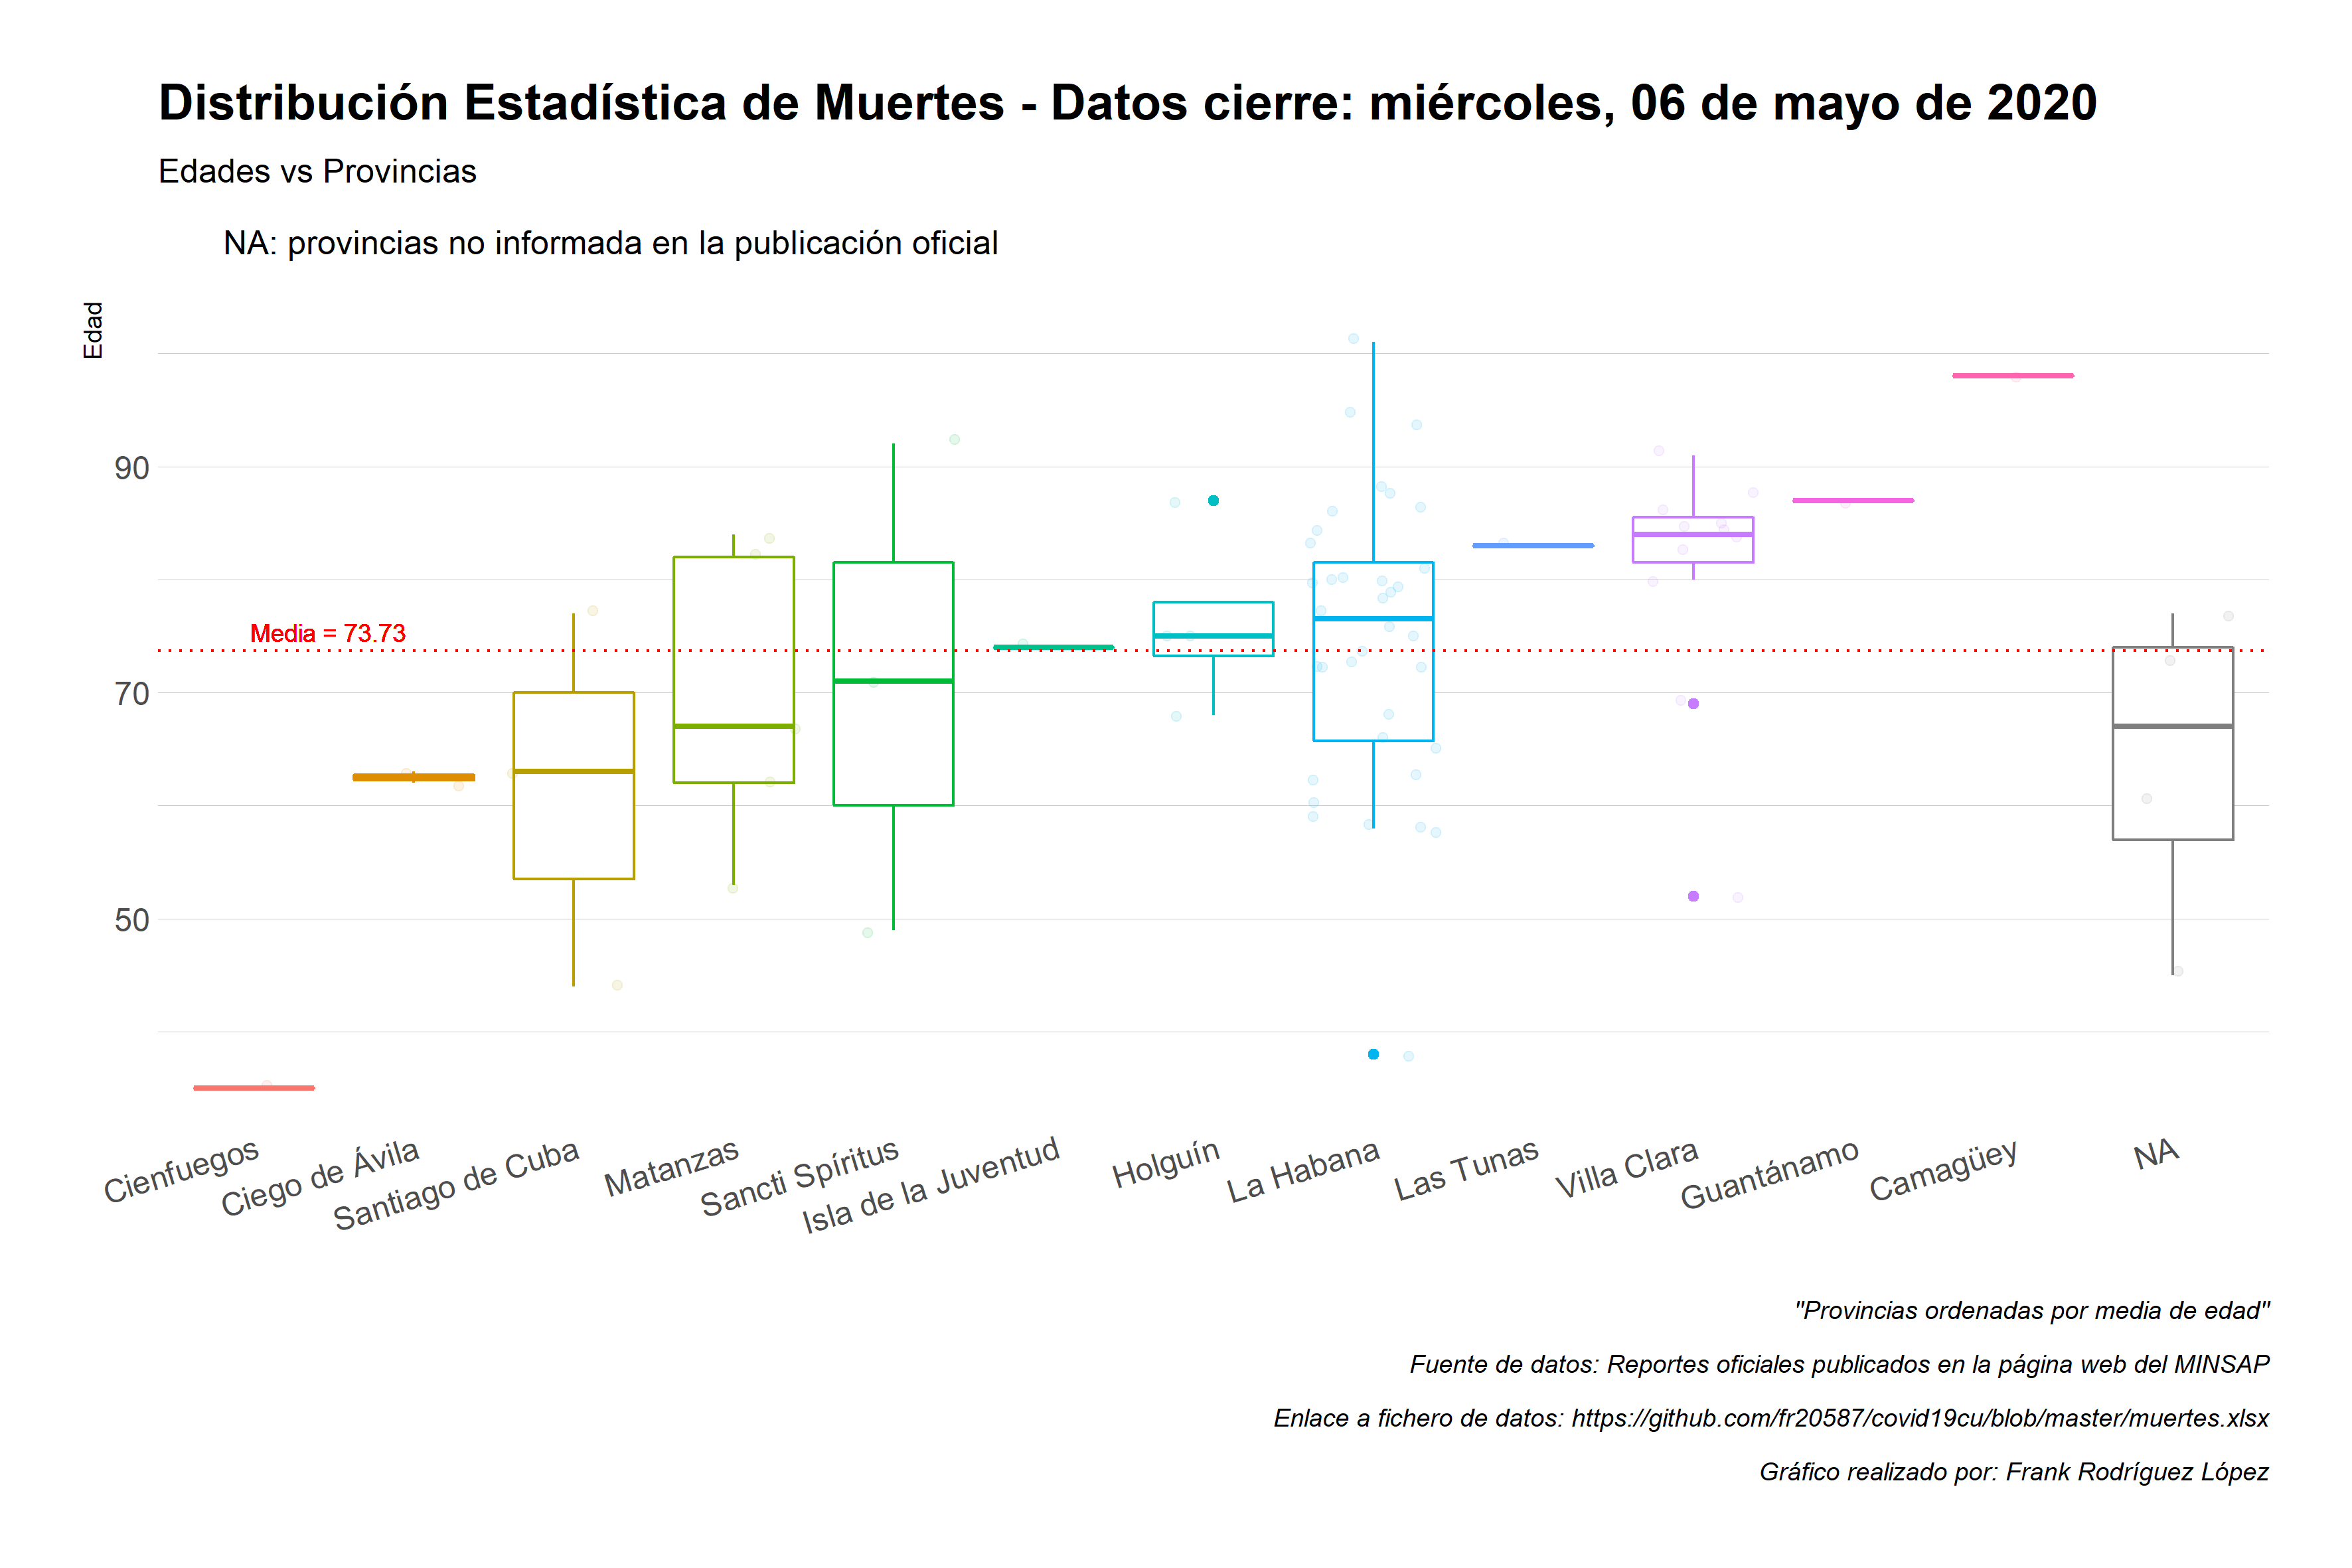 Distribución Estadística de Muertes - Datos cierre: miércoles, 06 de mayo de 2020
Edades vs Provincias
NA: provincias no informada en la publicación oficial
Edad
90
70
50
Media = 73.73
Cienfuegos
Ciego de Ávila
Santiago de Cuba
Matanzas
Sancti Spíritus
Isla de la Juventud
Holguín
La Habana
Las Tunas
Villa Clara
Guantánamo
Camagüey
NA
"Provincias ordenadas por media de edad"
Fuente de datos: Reportes oficiales publicados en la página web del MINSAP
Enlace a fichero de datos: https://github.com/fr20587/covid19cu/blob/master/muertes.xlsx
Gráfico realizado por: Frank Rodríguez López